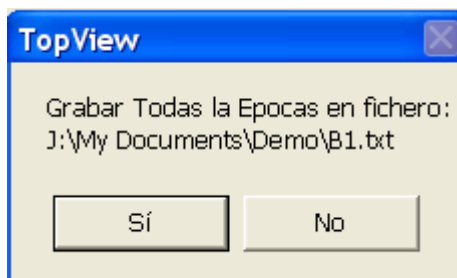 TopView
Grabar Todas la Epocas en fichero:
J:\My Documents\Demo\B1.txt
Sí
No